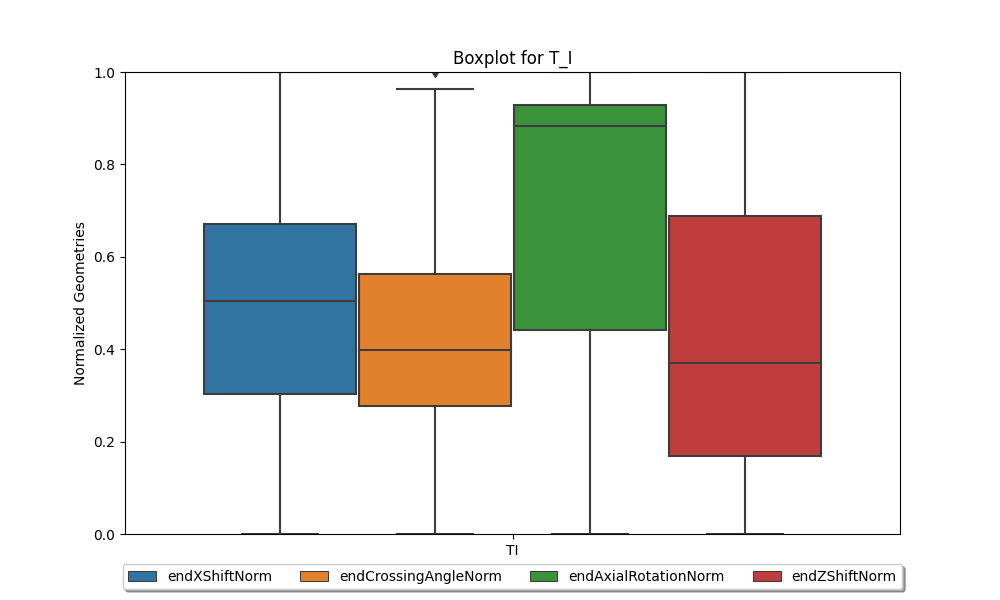 Boxplot for T_I
Normalized Geometries
1.0
0.8
0.6
0.4
0.2
0.0
TI
endXShiftNorm endCrossingAngleNorm endAxialRotationNorm endZShiftNorm